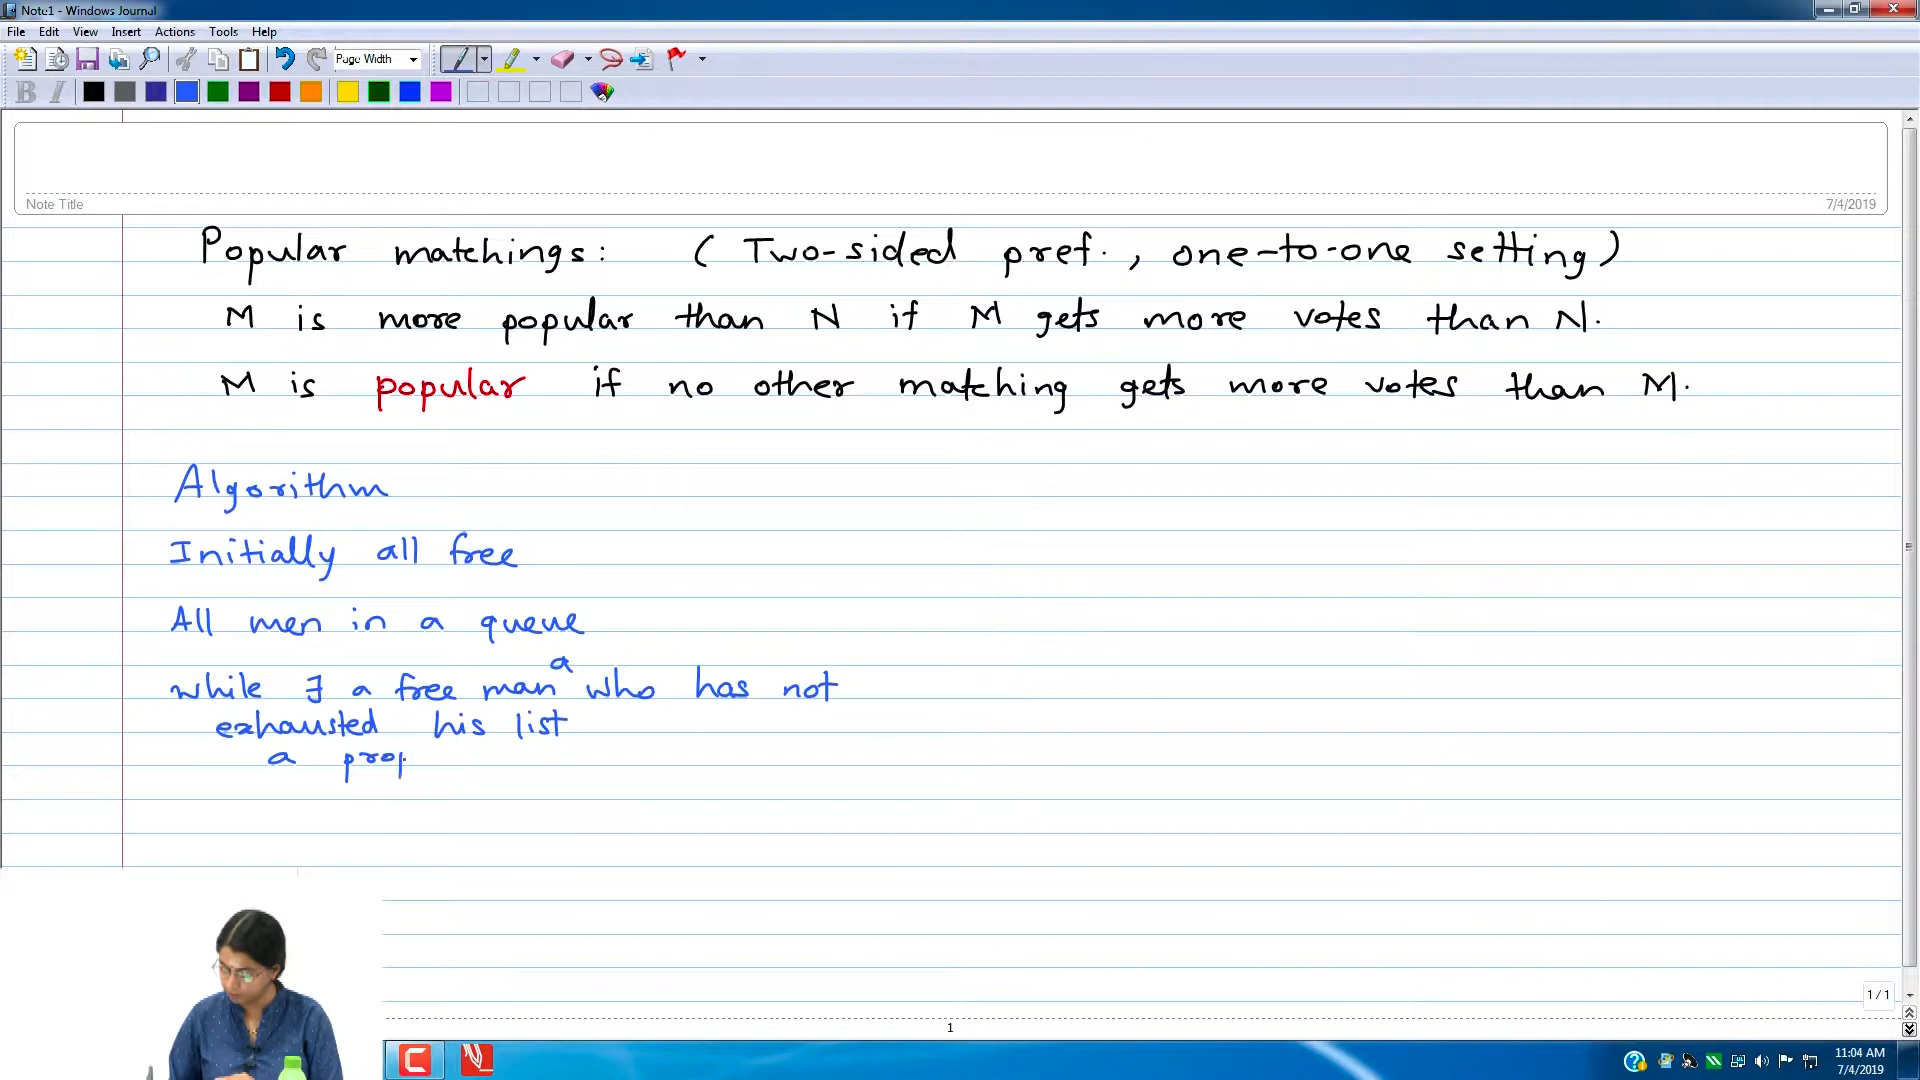 Note1 - Windows Journal
File Edit View Insert Actions Tools Help
Page Width
B I
Note Title
7/4/2019
Popular matchings: (Two-sided pref., one-to-one setting)
M is more popular than N if M gets more votes than N.
M is popular if no other matching gets more votes than M.
Algorithm
Initially all free
All men in a queue
a
while ∃ a free man who has not
exhausted his list
a prop
1 / 1
1
11:04 AM
7/4/2019